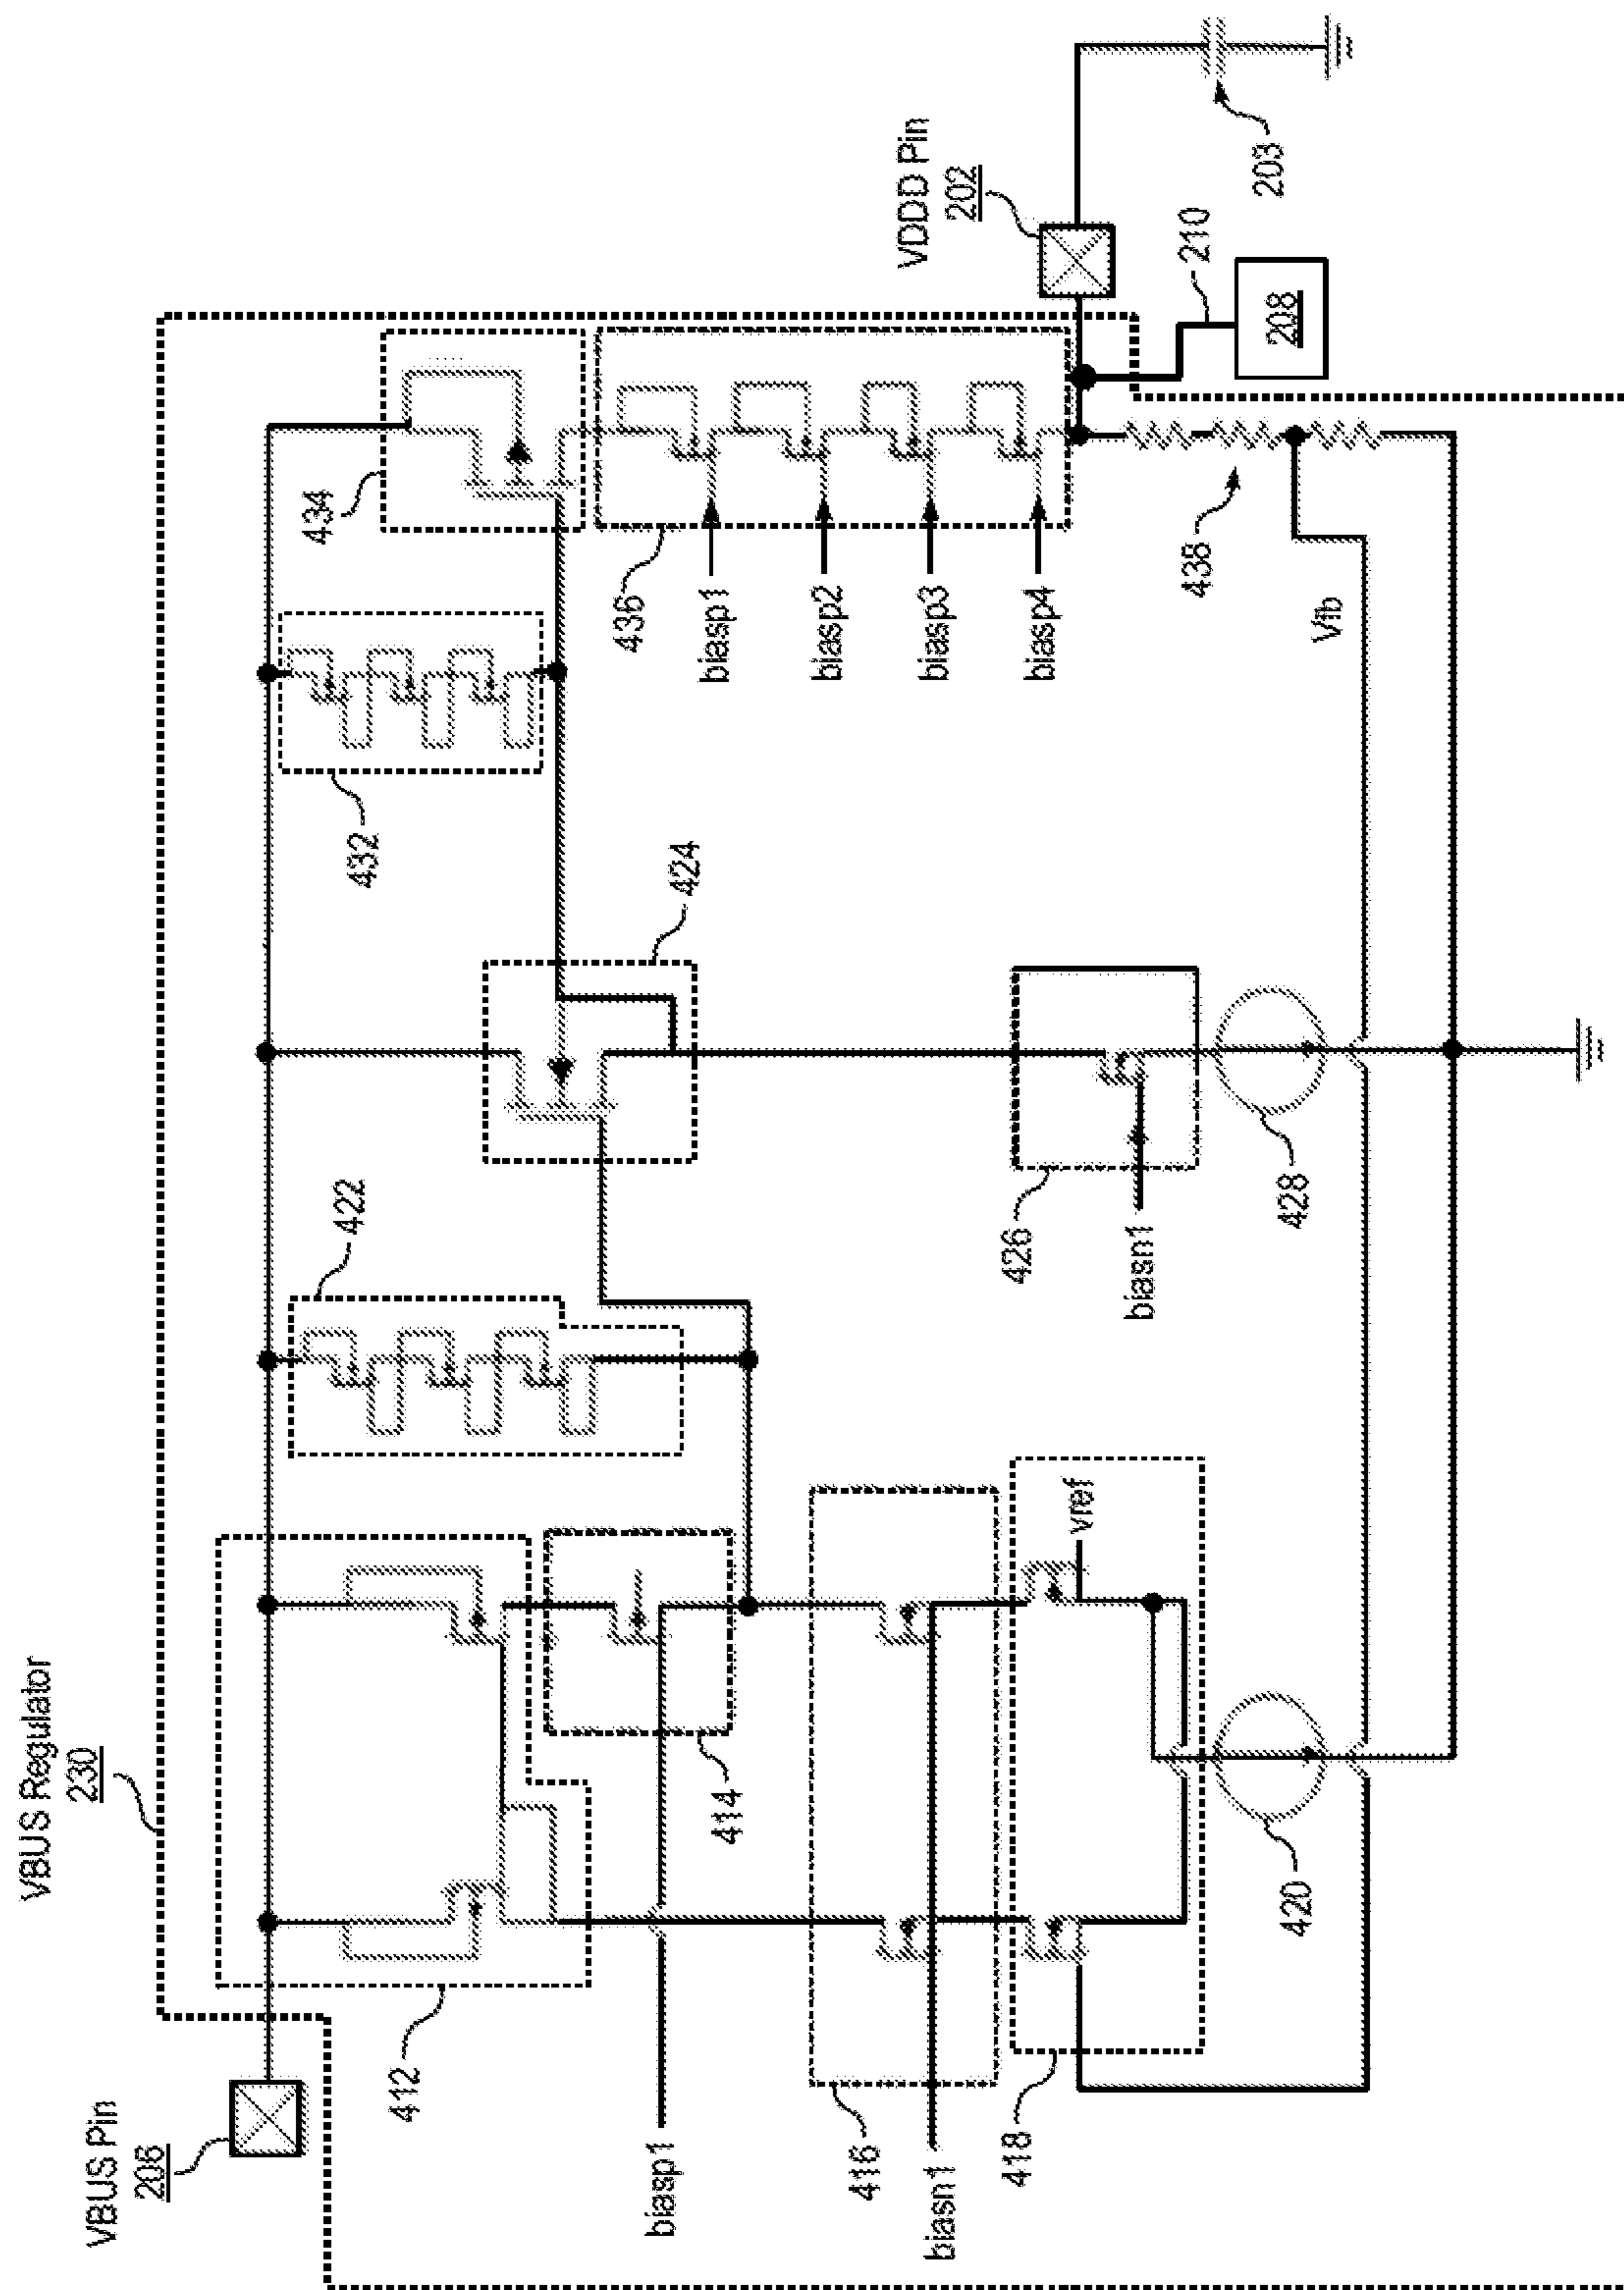 VBUS Regulator
230
VBUS Pin
206
434
422
432
412
436
biasp1
424
biasp1
414
biasp2
416
VDDD Pin
202
biasp3
biasn1
418
426
biasp4
vref
biasn1
438
210
203
208
420
428
Vfb